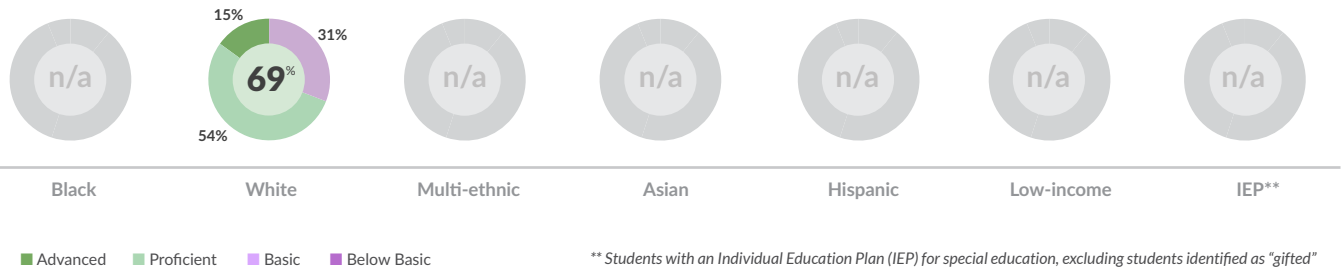 15%
31%
n/a
69%
n/a
n/a
n/a
n/a
n/a
54%
Black
White
Multi-ethnic
Asian
Hispanic
Low-income
IEP**
Advanced
Proficient
Basic
Below Basic
** Students with an Individual Education Plan (IEP) for special education, excluding students identified as “gifted”